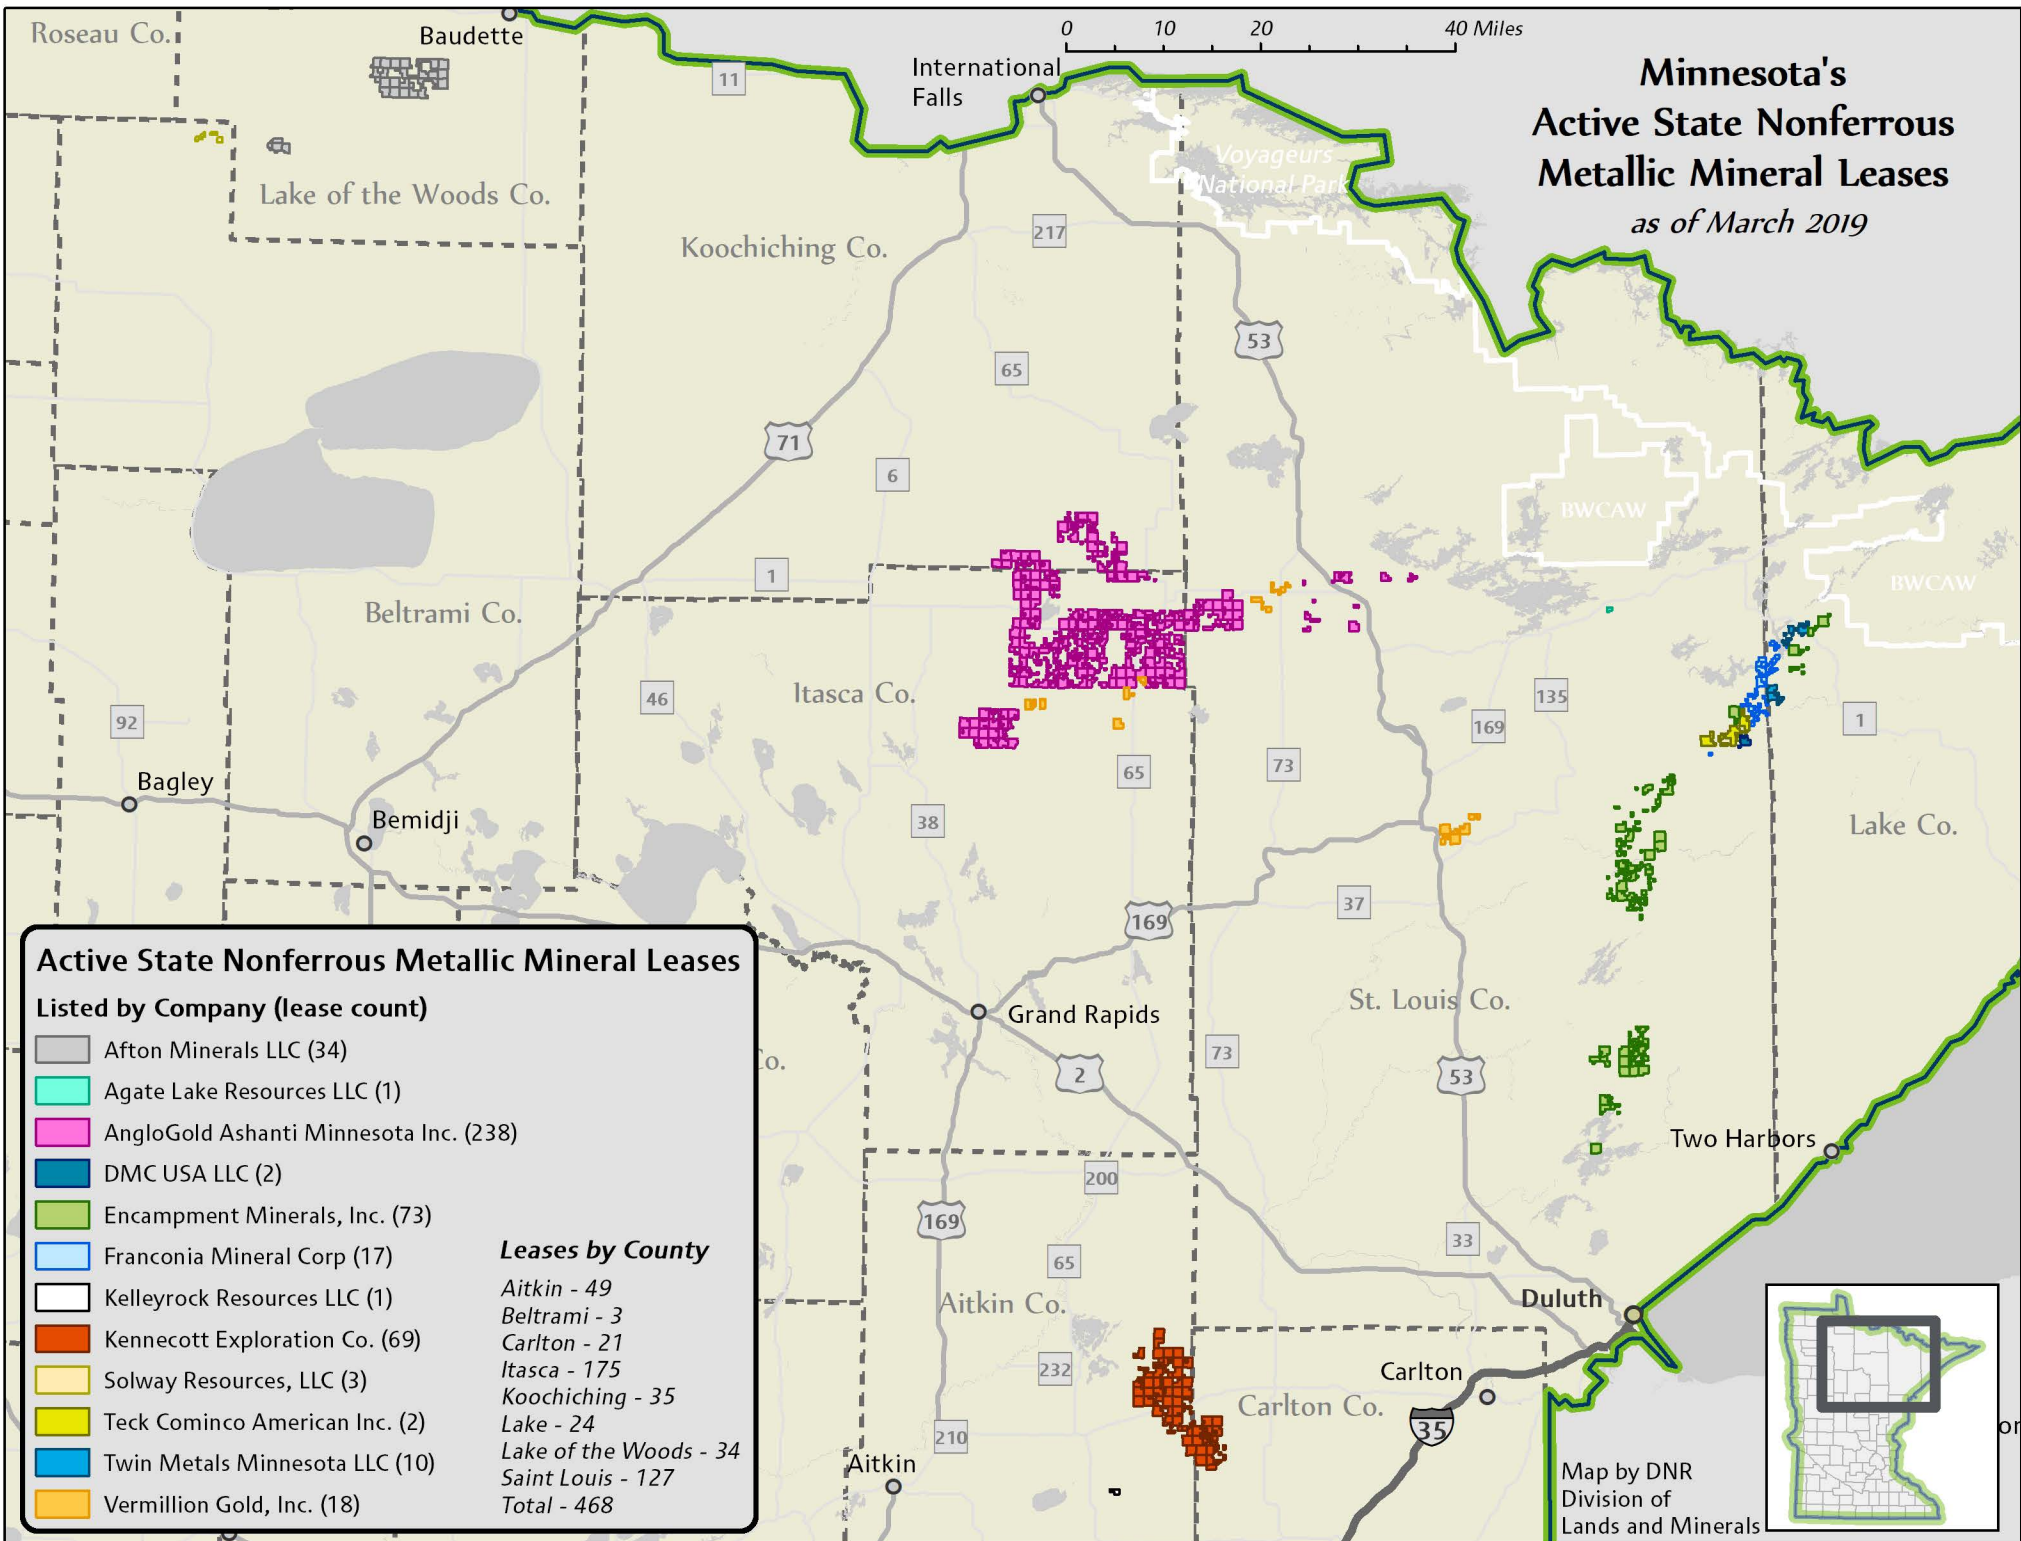 Roseau Co.
Baudette
11
International
Falls
0 10 20 40 Miles
Minnesota's
Active State Nonferrous
Metallic Mineral Leases
as of March 2019
Voyageurs
National Park
Lake of the Woods Co.
Koochiching Co.
217
53
65
71
6
BWCAW
BWCAW
1
Beltrami Co.
Itasca Co.
46
135
169
1
92
65
73
Bagley
Bemidji
38
Lake Co.
37
169
St. Louis Co.
Grand Rapids
73
2
53
Co.
Two Harbors
200
169
33
65
Aitkin Co.
Duluth
232
Carlton
Carlton Co.
35
210
Aitkin
Active State Nonferrous Metallic Mineral Leases
Listed by Company (lease count)
Afton Minerals LLC (34)
Agate Lake Resources LLC (1)
AngloGold Ashanti Minnesota Inc. (238)
DMC USA LLC (2)
Encampment Minerals, Inc. (73)
Franconia Mineral Corp (17)
Kelleyrock Resources LLC (1)
Kennecott Exploration Co. (69)
Solway Resources, LLC (3)
Teck Cominco American Inc. (2)
Twin Metals Minnesota LLC (10)
Vermillion Gold, Inc. (18)
Leases by County
Aitkin - 49
Beltrami - 3
Carlton - 21
Itasca - 175
Koochiching - 35
Lake - 24
Lake of the Woods - 34
Saint Louis - 127
Total - 468
Map by DNR
Division of
Lands and Minerals